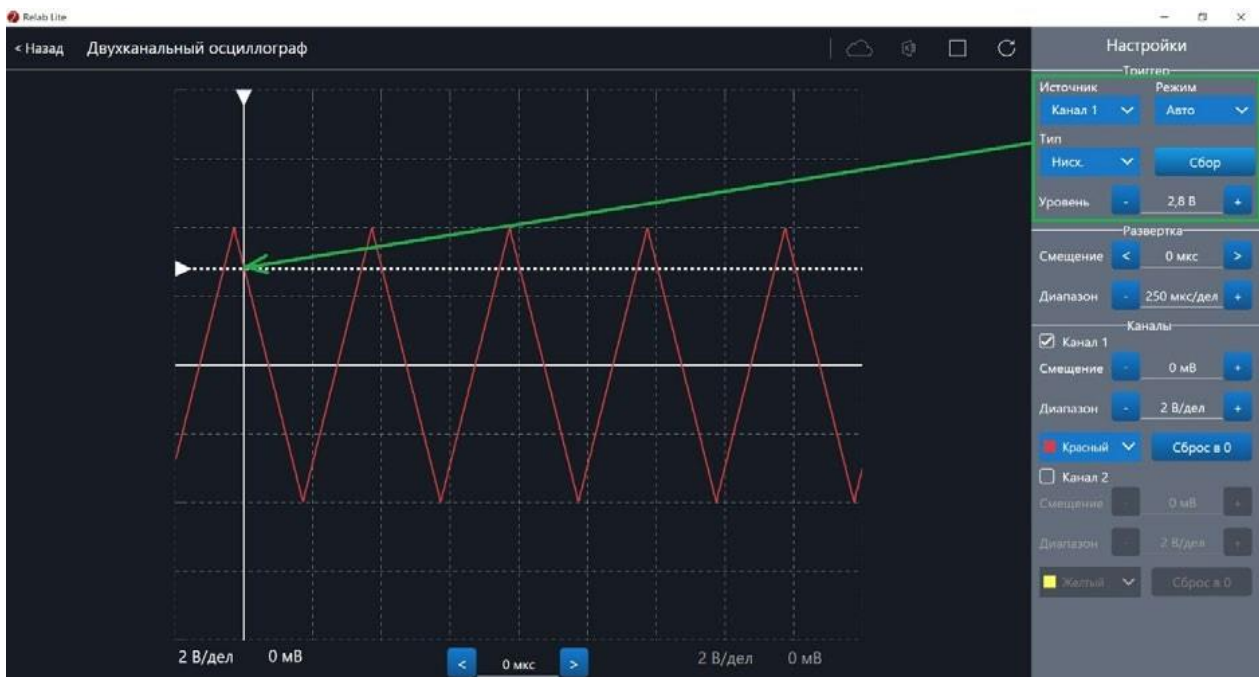 Relab Lite
< Назад Двухканальный осциллограф
Настройки
Триггер
Источник Режим
Канал 1 Авто
Тип
Нисх. Сбор
Уровень - 2,8 В +
Развертка
Смещение < 0 мкс >
Диапазон - 250 мкс/дел +
Каналы
Канал 1
Смещение - 0 мВ +
Диапазон - 2 В/дел +
Красный Сброс в 0
Канал 2
Смещение - 0 мВ +
Диапазон - 2 В/дел +
Желтый Сброс в 0
2 В/дел 0 мВ < 0 мкс > 2 В/дел 0 мВ